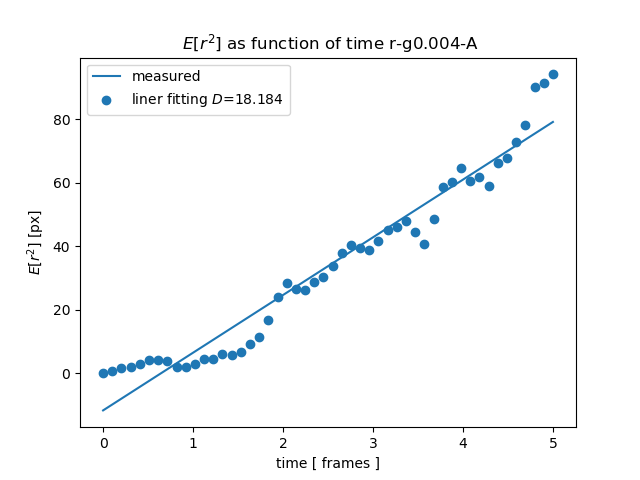 E[r²] as function of time r-g0.004-A
measured
liner fitting D=18.184
E[r²] [px]
80
60
40
20
0
0 1 2 3 4 5
time [ frames ]